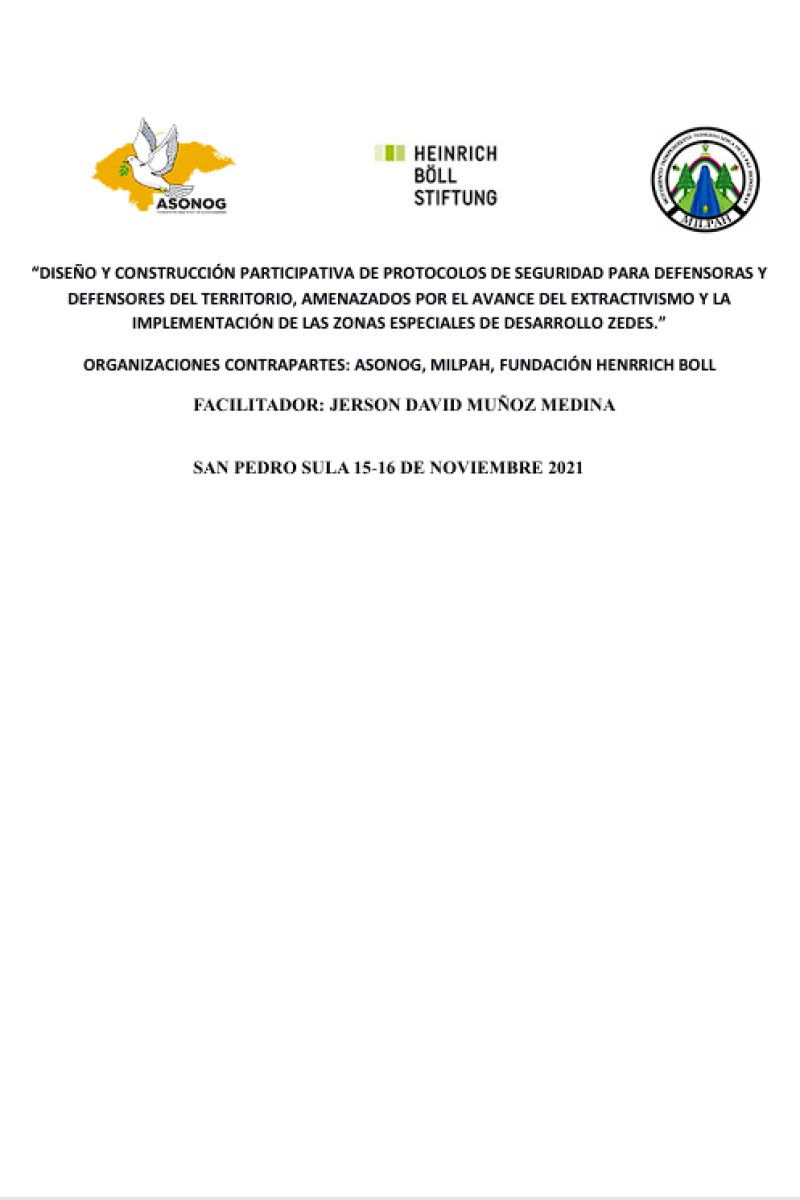 ASONOG
HEINRICH
BÖLL
STIFTUNG
MILPAH
“DISEÑO Y CONSTRUCCIÓN PARTICIPATIVA DE PROTOCOLOS DE SEGURIDAD PARA DEFENSORAS Y
DEFENSORES DEL TERRITORIO, AMENAZADOS POR EL AVANCE DEL EXTRACTIVISMO Y LA
IMPLEMENTACIÓN DE LAS ZONAS ESPECIALES DE DESARROLLO ZEDES.”
ORGANIZACIONES CONTRAPARTES: ASONOG, MILPAH, FUNDACIÓN HENRRICH BOLL
FACILITADOR: JERSON DAVID MUÑOZ MEDINA
SAN PEDRO SULA 15-16 DE NOVIEMBRE 2021